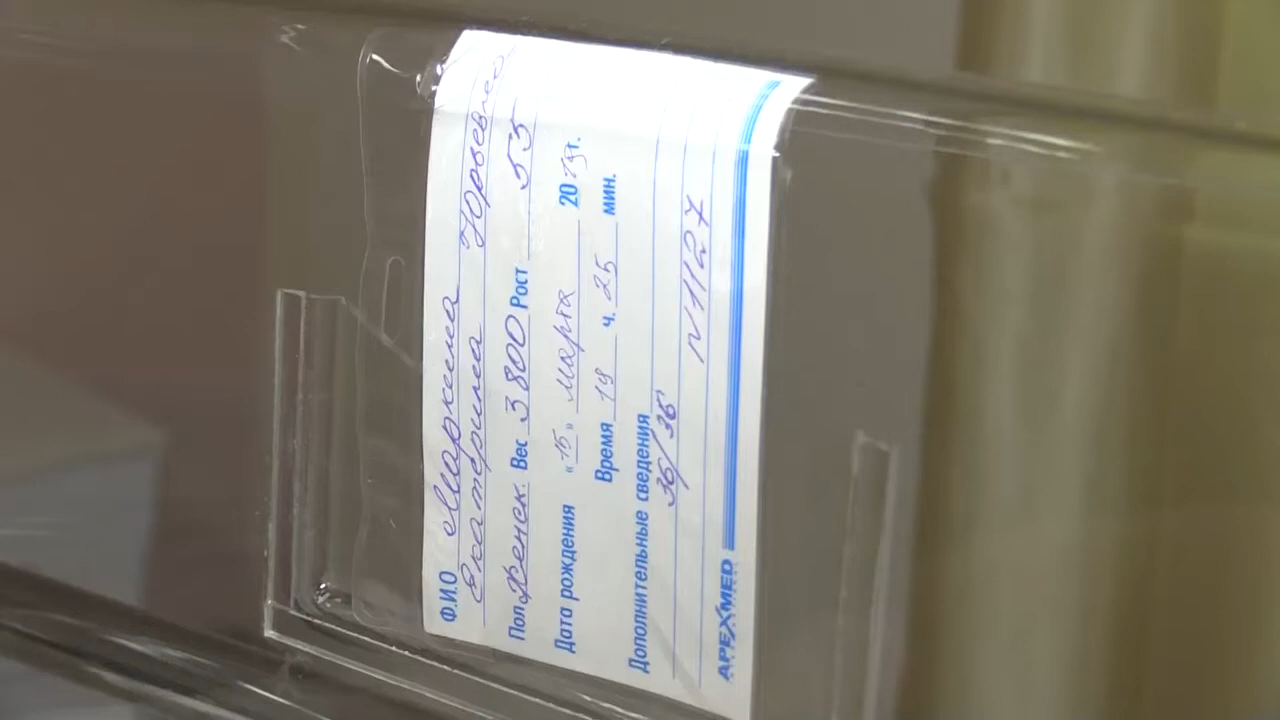 Ф.И.О Маркина
Екатерина Юрьевна
Пол Женск. Вес 3800 Рост 55
Дата рождения «15» марта 2019г.
Время 19 ч. 25 мин.
Дополнительные сведения
36/36
N1127
APEXMED